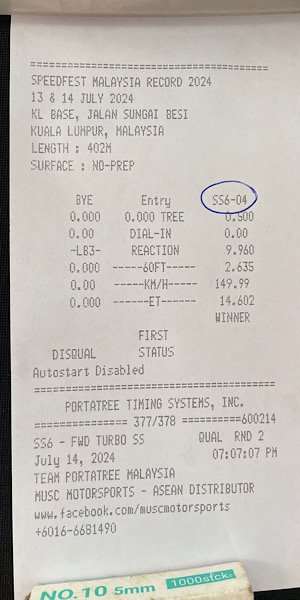 ==========================================
SPEEDFEST MALAYSIA RECORD 2024
13 & 14 JULY 2024
KL BASE, JALAN SUNGAI BESI
KUALA LUMPUR, MALAYSIA
LENGTH : 402M
SURFACE : NO-PREP
BYE Entry SS6-04
0.000 0.000 TREE 0.500
0.00 DIAL-IN 0.00
-LB3- REACTION 9.960
0.000 ------60FT----- 2.635
0.00 -----KM/H----- 149.99
0.000 ------ET----- 14.602
WINNER
FIRST
DISQUAL STATUS
Autostart Disabled
==========================================
PORTATREE TIMING SYSTEMS, INC.
================ 377/378 ==========600214
SS6 - FWD TURBO SS QUAL RND 2
July 14, 2024 07:07:07 PM
TEAM PORTATREE MALAYSIA
MUSC MOTORSPORTS - ASEAN DISTRIBUTOR
www.facebook.com/muscmotorsports
+6016-6681490
NO.10 5mm 1000stck: